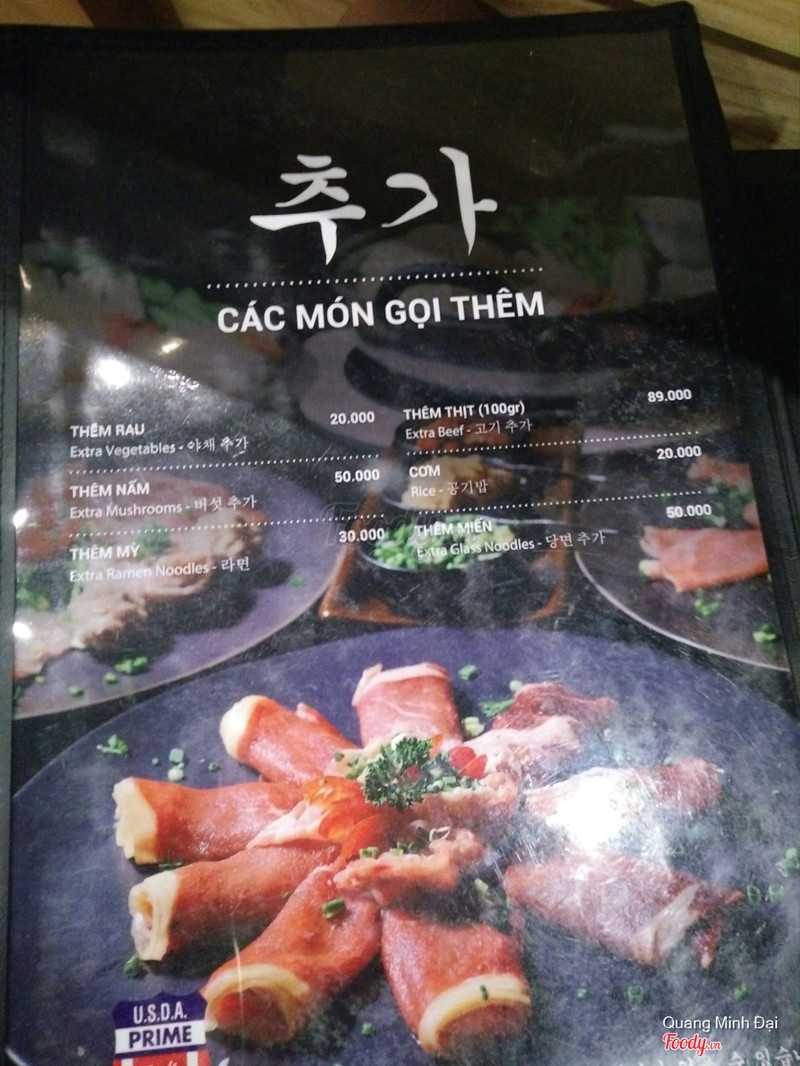 추가
CÁC MÓN GỌI THÊM
THÊM RAU 20.000
Extra Vegetables - 야채 추가
THÊM NẤM 50.000
Extra Mushrooms - 버섯 추가
THÊM MỲ 30.000
Extra Ramen Noodles - 라면
THÊM THỊT (100gr) 89.000
Extra Beef - 고기 추가
CƠM 20.000
Rice - 공기밥
THÊM MIẾN 50.000
Extra Glass Noodles - 당면 추가
U.S.D.A.
PRIME
Quang Minh Đại
Foody.vn